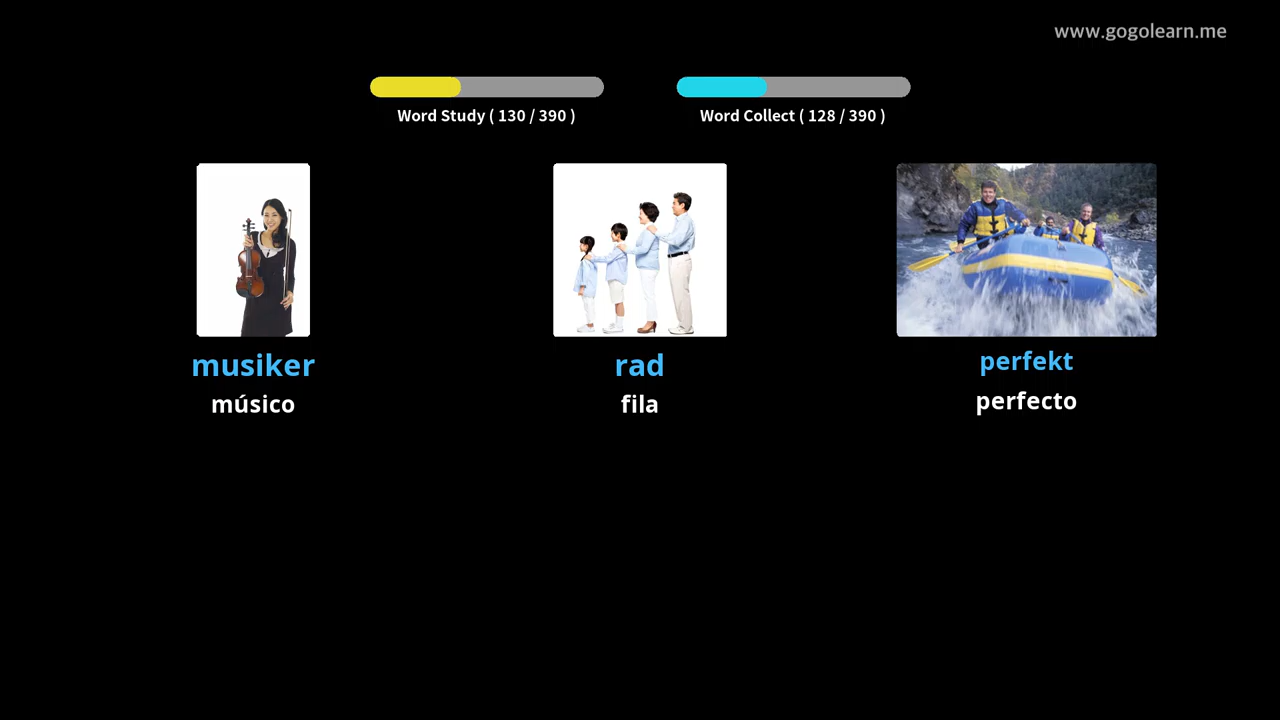 www.gogolearn.me
Word Study ( 130 / 390 )
Word Collect ( 128 / 390 )
musiker
músico
rad
fila
perfekt
perfecto